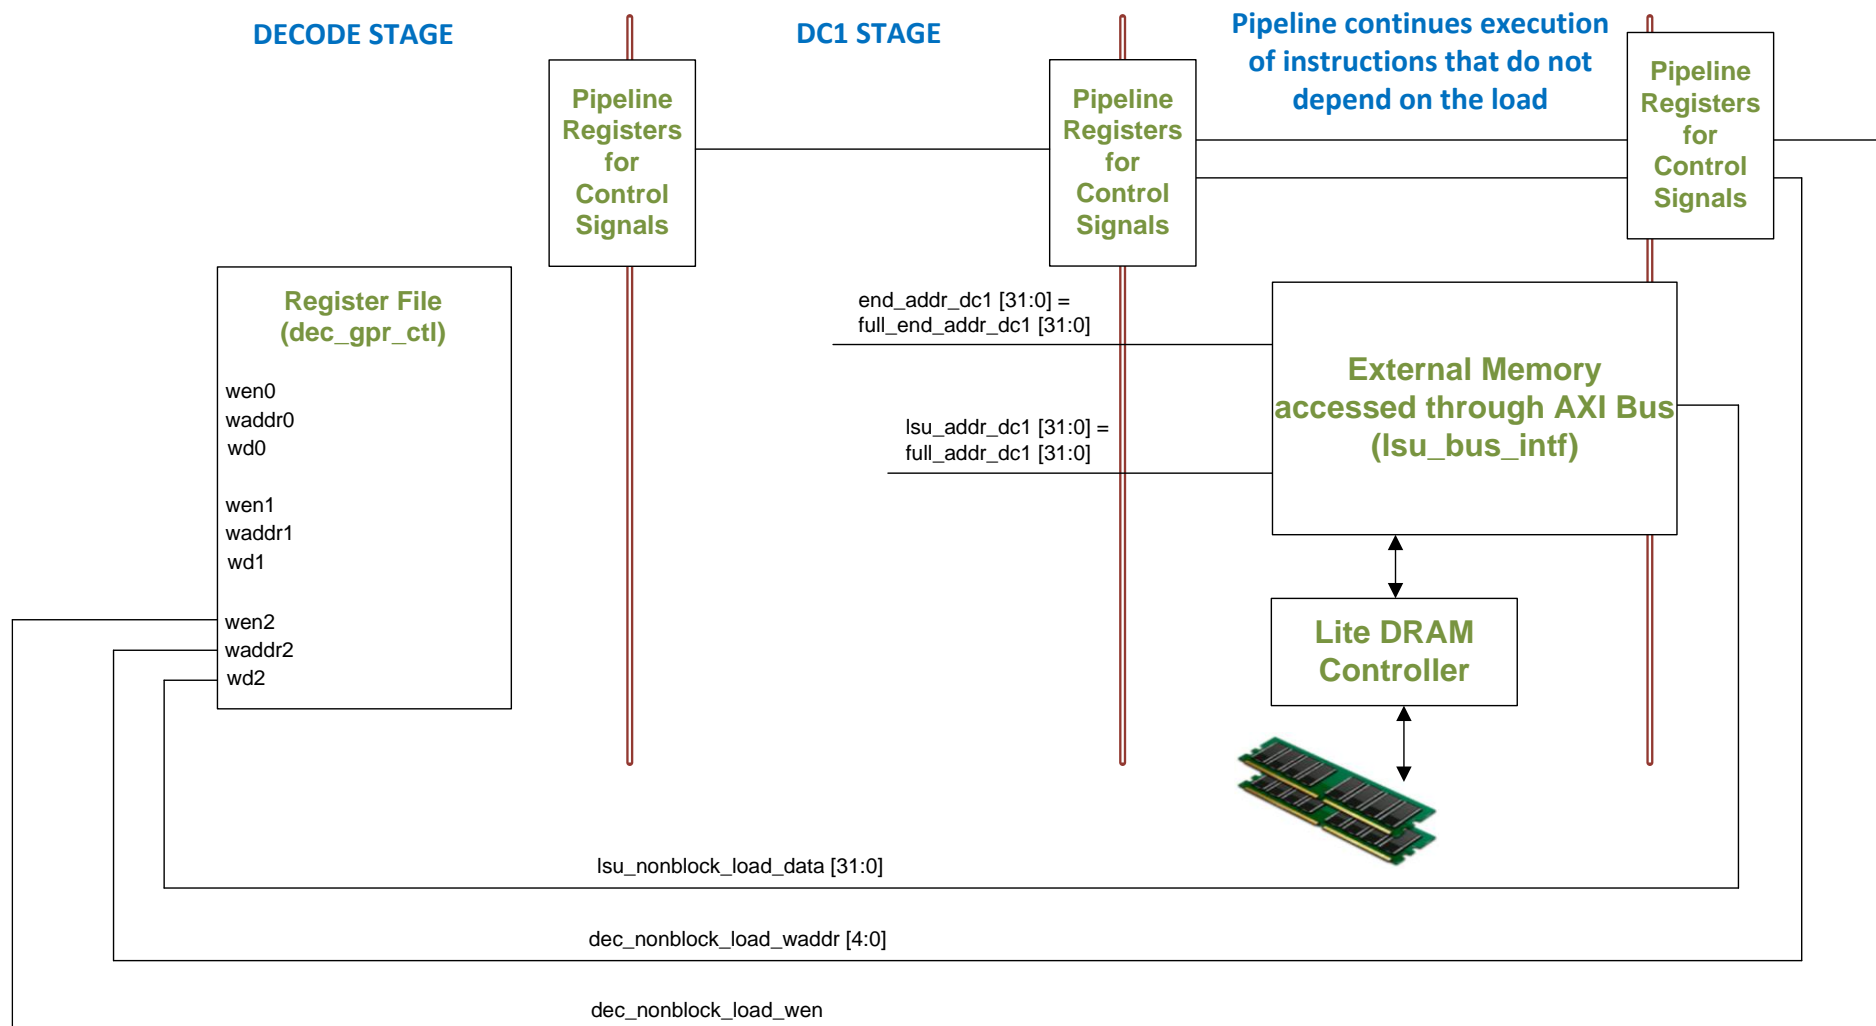 DECODE STAGE
DC1 STAGE
Pipeline continues execution
of instructions that do not
depend on the load
Pipeline
Registers
for
Control
Signals
Pipeline
Registers
for
Control
Signals
Pipeline
Registers
for
Control
Signals
Register File
(dec_gpr_ctl)
wen0
waddr0
wd0
wen1
waddr1
wd1
wen2
waddr2
wd2
end_addr_dc1 [31:0] =
full_end_addr_dc1 [31:0]
lsu_addr_dc1 [31:0] =
full_addr_dc1 [31:0]
External Memory
accessed through AXI Bus
(lsu_bus_intf)
Lite DRAM
Controller
lsu_nonblock_load_data [31:0]
dec_nonblock_load_waddr [4:0]
dec_nonblock_load_wen